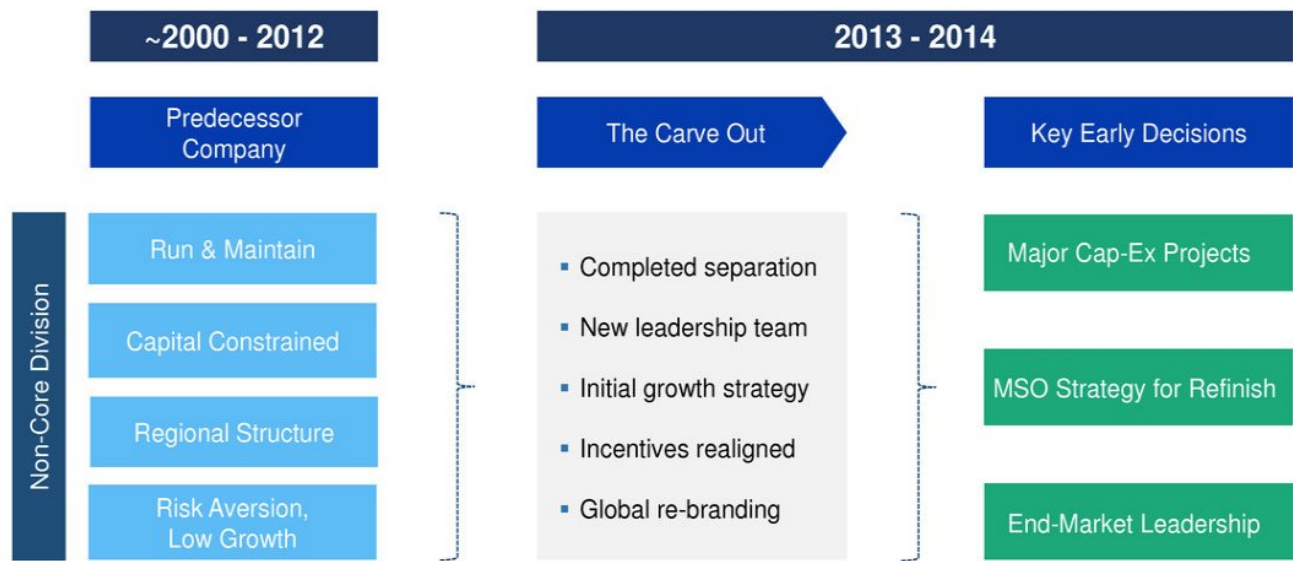 ~2000 - 2012
2013 - 2014
Predecessor
Company
The Carve Out
Key Early Decisions
Non-Core Division
Run & Maintain
Capital Constrained
Regional Structure
Risk Aversion,
Low Growth
▪ Completed separation
▪ New leadership team
▪ Initial growth strategy
▪ Incentives realigned
▪ Global re-branding
Major Cap-Ex Projects
MSO Strategy for Refinish
End-Market Leadership